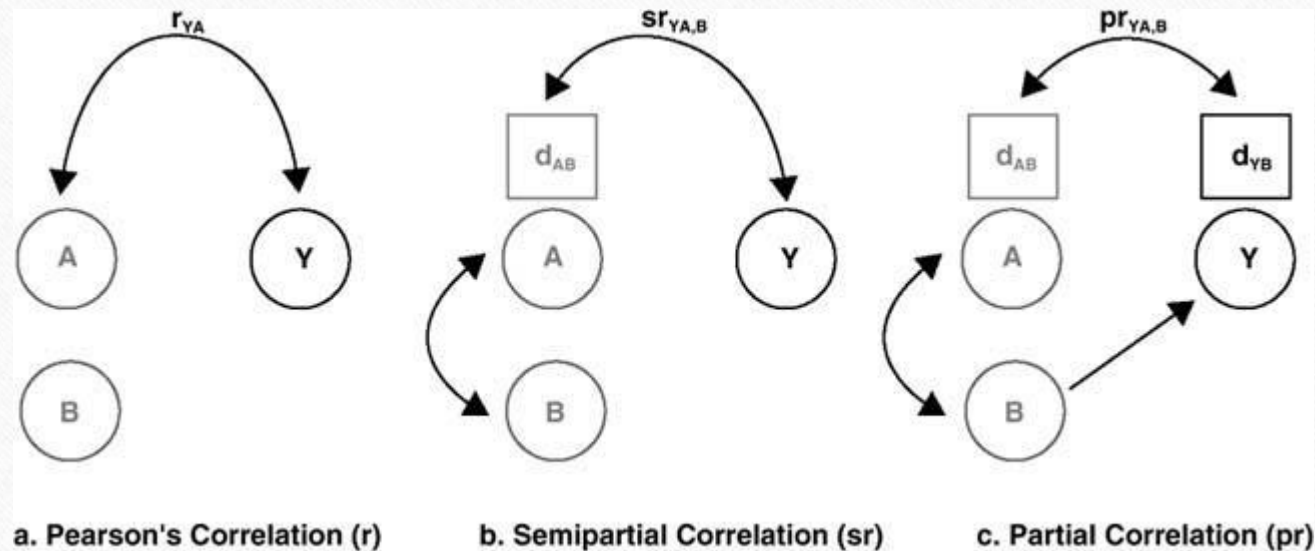 r_YA
sr_YA,B
pr_YA,B
d_AB
d_AB
d_YB
A
Y
A
Y
A
Y
B
B
B
a. Pearson's Correlation (r)
b. Semipartial Correlation (sr)
c. Partial Correlation (pr)